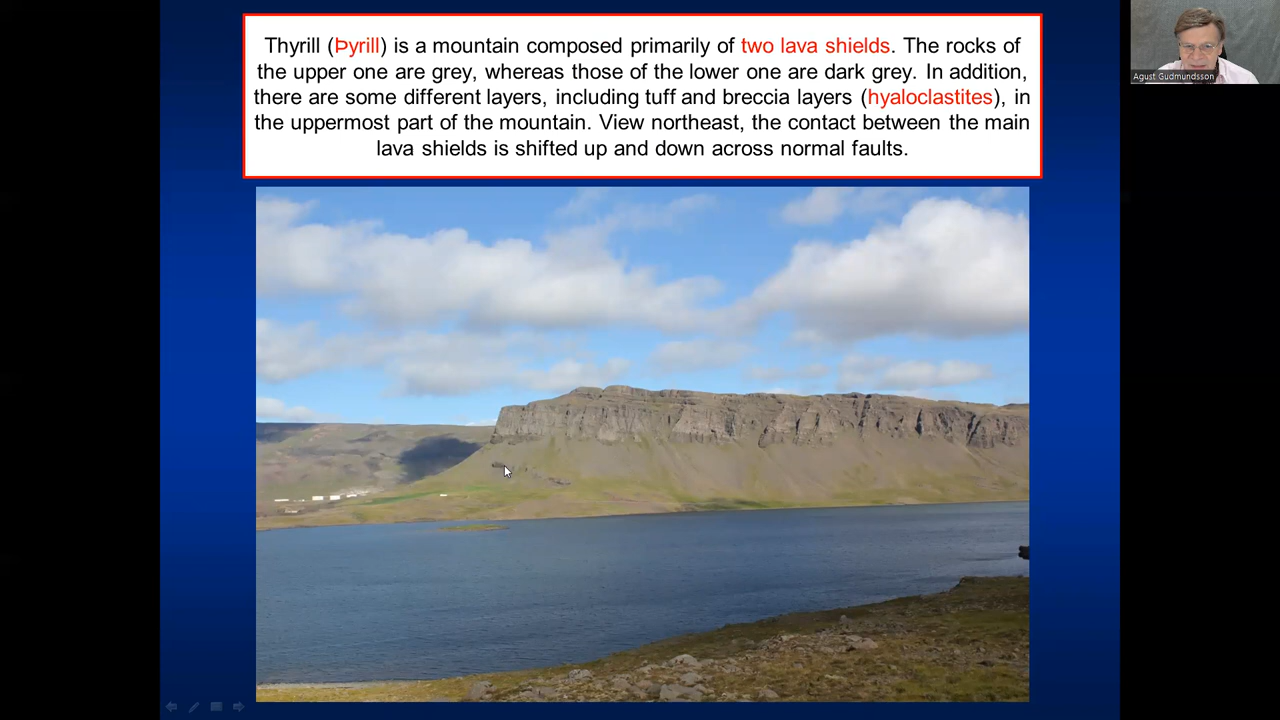 Thyrill (Þyrill) is a mountain composed primarily of two lava shields. The rocks of
the upper one are grey, whereas those of the lower one are dark grey. In addition,
there are some different layers, including tuff and breccia layers (hyaloclastites), in
the uppermost part of the mountain. View northeast, the contact between the main
lava shields is shifted up and down across normal faults.
Agust Gudmundsson